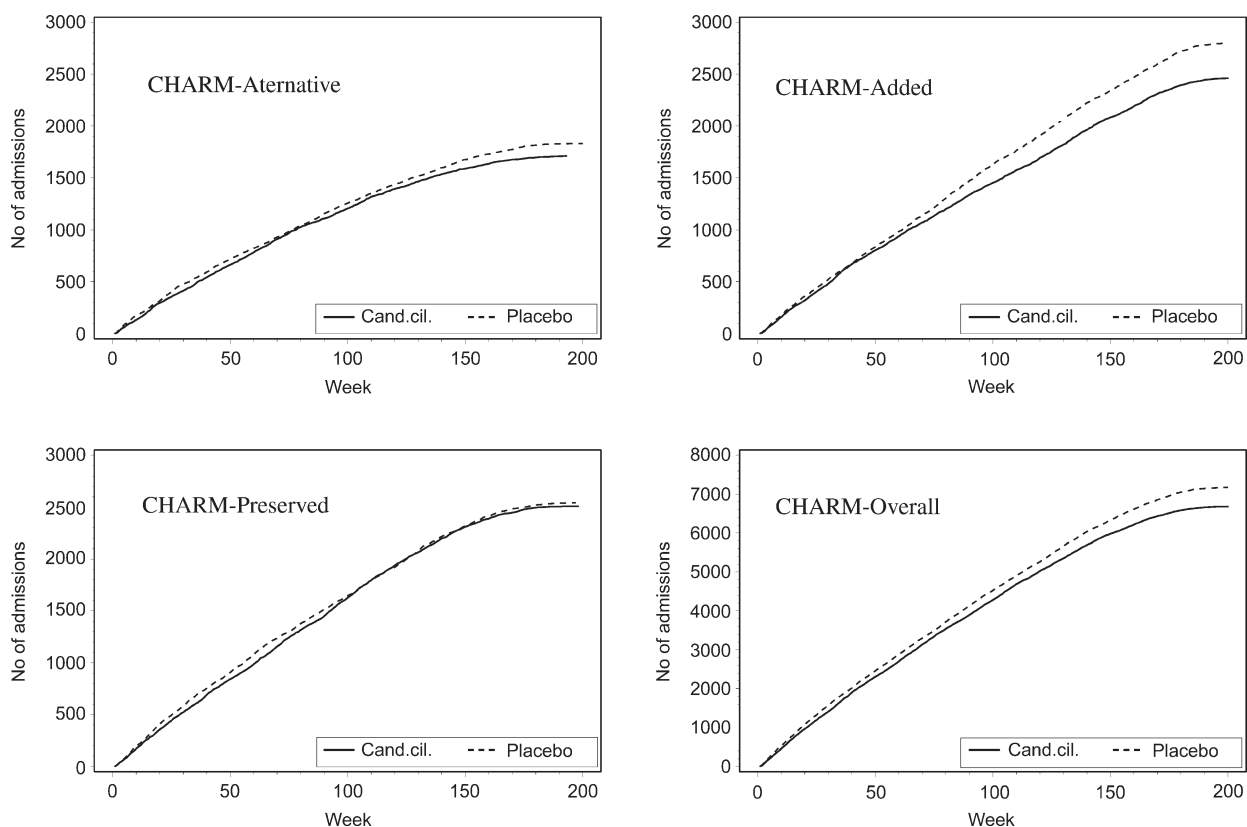 3000
2500
2000
1500
1000
500
0
No of admissions
CHARM-Aternative
Cand.cil. Placebo
0 50 100 150 200
Week
3000
2500
2000
1500
1000
500
0
No of admissions
CHARM-Added
Cand.cil. Placebo
0 50 100 150 200
Week
3000
2500
2000
1500
1000
500
0
No of admissions
CHARM-Preserved
Cand.cil. Placebo
0 50 100 150 200
Week
8000
7000
6000
5000
4000
3000
2000
1000
0
No of admissions
CHARM-Overall
Cand.cil. Placebo
0 50 100 150 200
Week